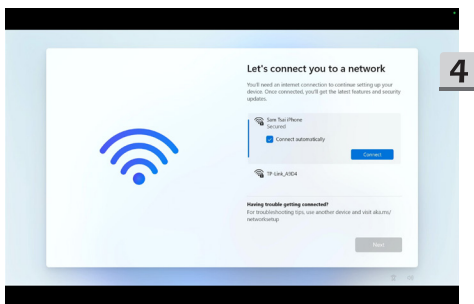 Let's connect you to a network
4
You'll need an internet connection to continue setting up your
device. Once connected, you'll get the latest features and security
updates.
Sam Tsai iPhone
Secured
Connect automatically
Connect
TP-Link_A9D4
Having trouble getting connected?
For troubleshooting tips, use another device and visit aka.ms/
networksetup
Next